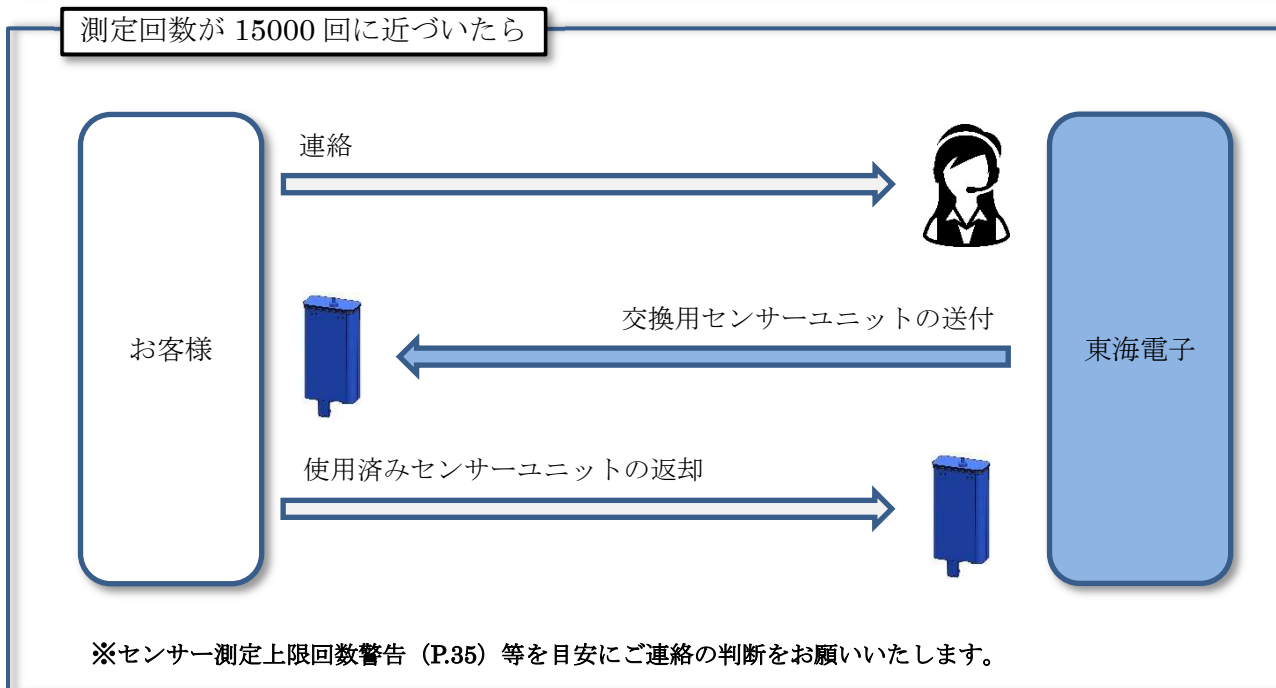 測定回数が 15000 回に近づいたら
連絡
交換用センサーユニットの送付
お客様
東海電子
使用済みセンサーユニットの返却
※センサー測定上限回数警告（P.35）等を目安にご連絡の判断をお願いいたします。